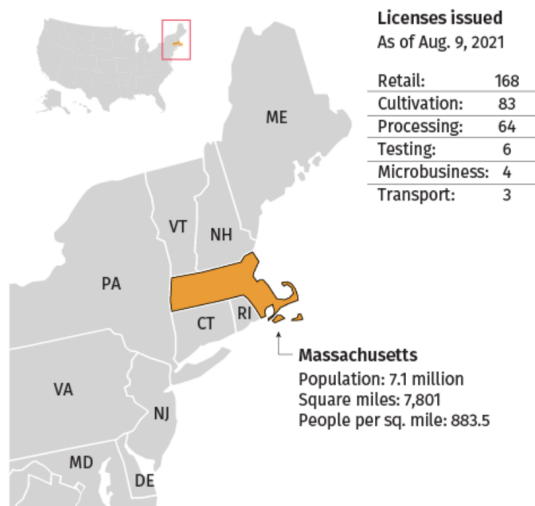 Licenses issued
As of Aug. 9, 2021
Retail: 168
Cultivation: 83
Processing: 64
Testing: 6
Microbusiness: 4
Transport: 3
ME
VT
NH
PA
CT
RI
Massachusetts
Population: 7.1 million
Square miles: 7,801
People per sq. mile: 883.5
VA
NJ
MD
DE